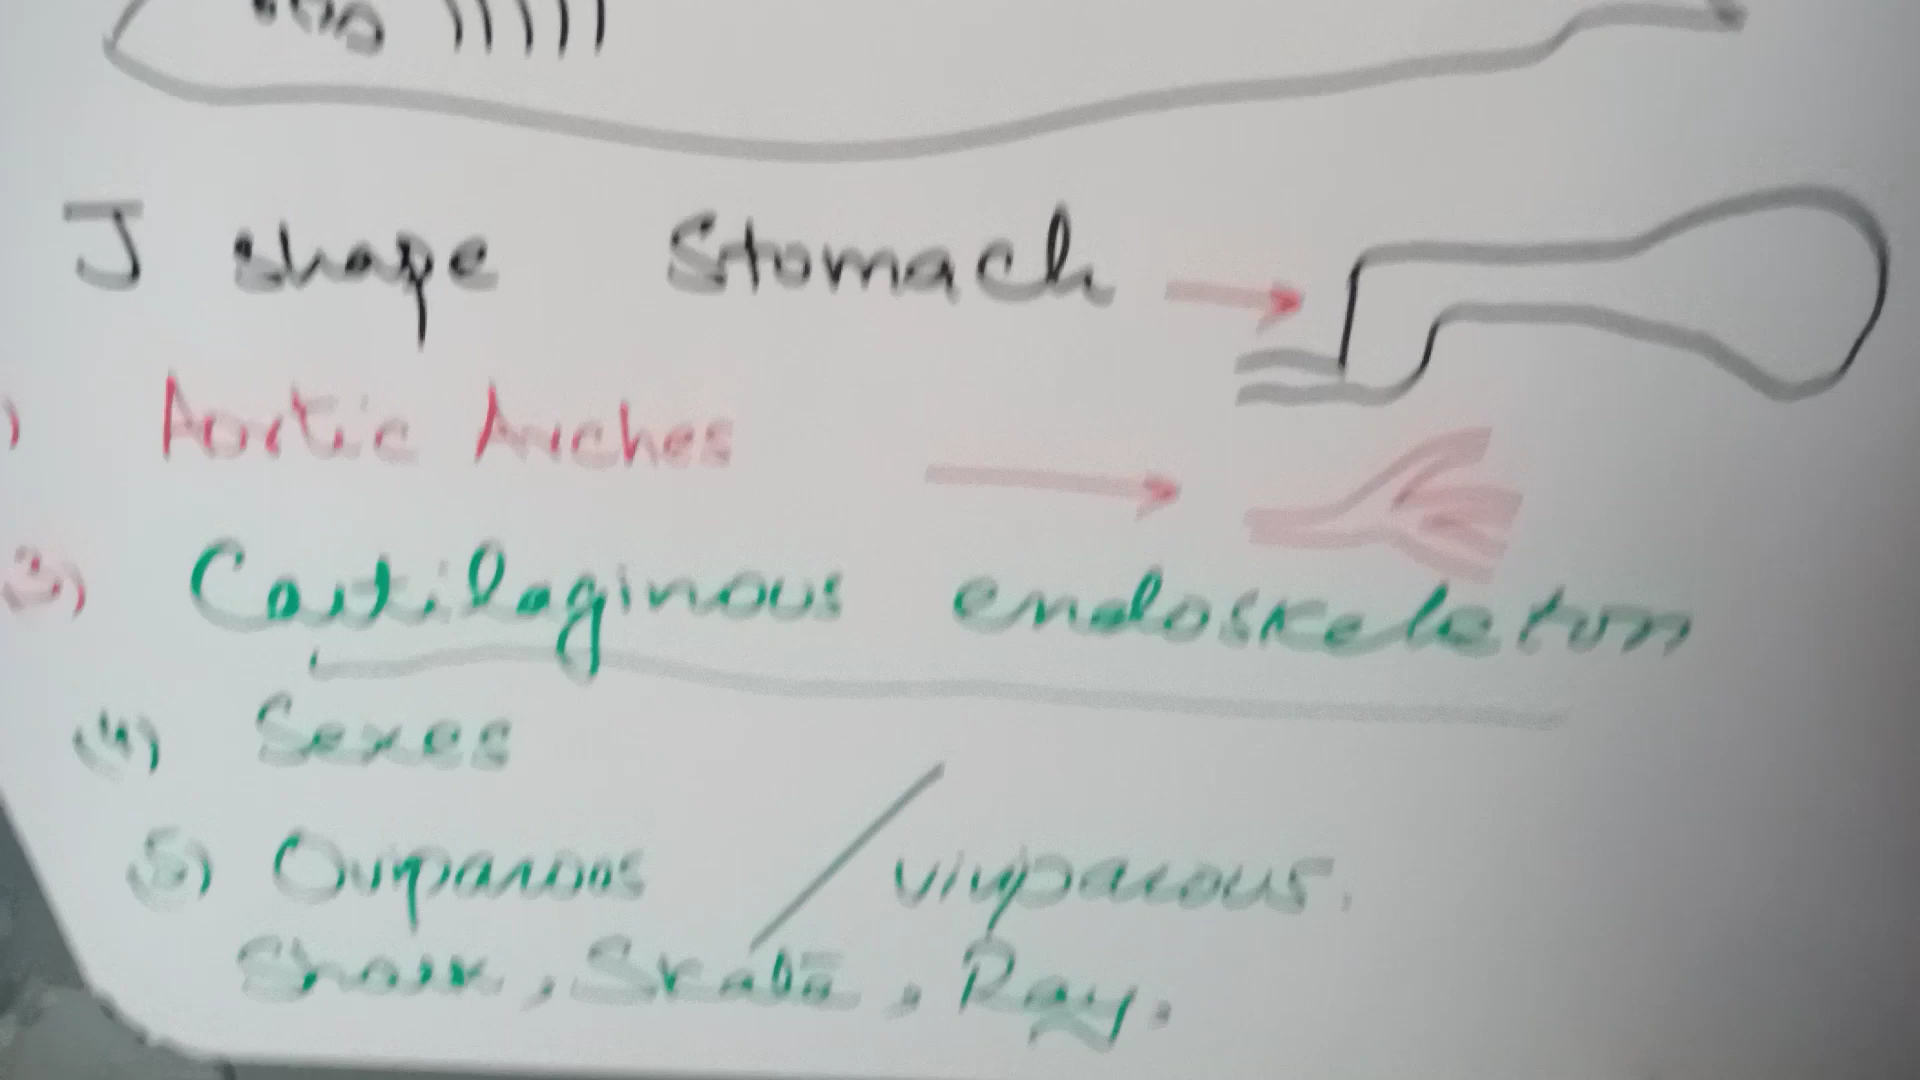 J shape Stomach
) Aortic Arches
3) Cartilaginous endoskeleton
(4) Sexes
(5) Oviparous / viviparous.
Shark, Skate, Ray.